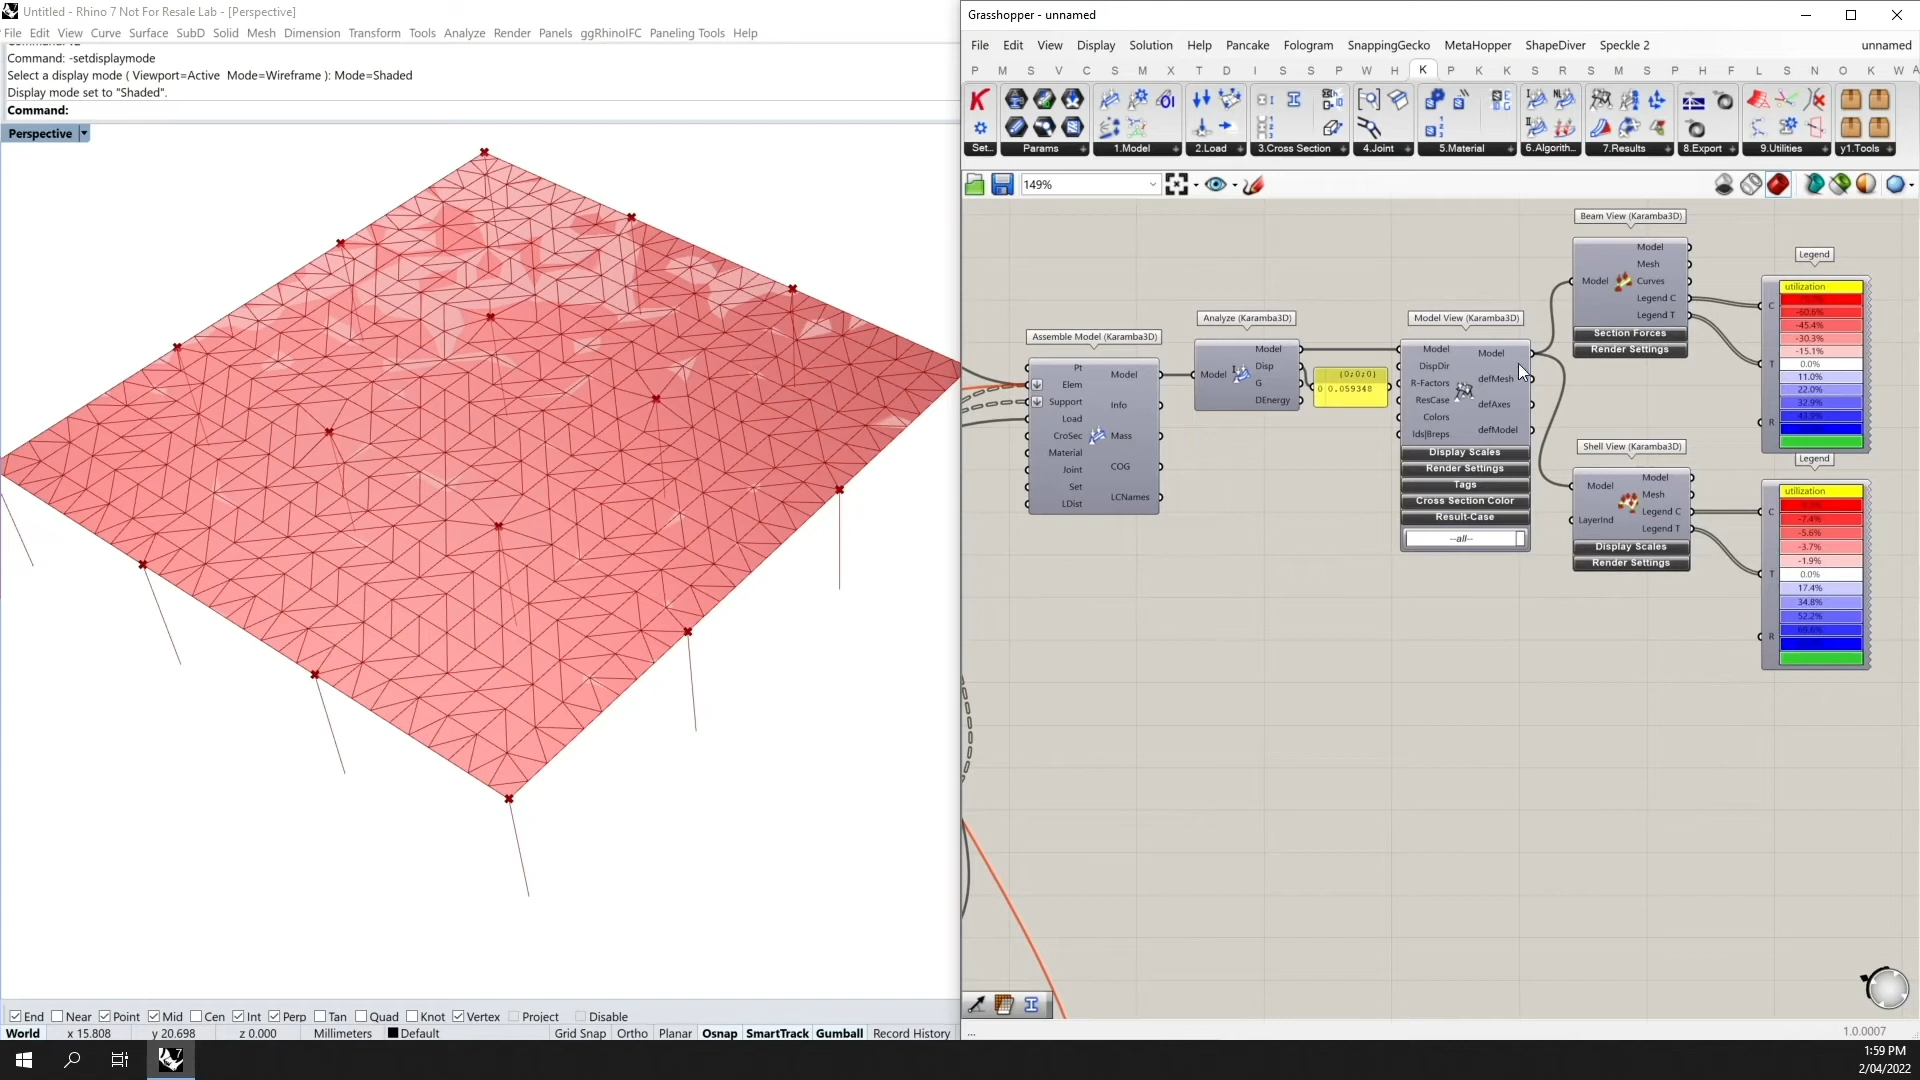 Untitled - Rhino 7 Not For Resale Lab - [Perspective]
File Edit View Curve Surface SubD Solid Mesh Dimension Transform Tools Analyze Render Panels ggRhinoIFC Paneling Tools Help
Command: -setdisplaymode
Select a display mode ( Viewport=Active Mode=Wireframe ): Mode=Shaded
Display mode set to "Shaded".
Command:
Perspective
End Near Point Mid Cen Int Perp Tan Quad Knot Vertex Project Disable
World x 15.808 y 20.698 z 0.000 Millimeters Default Grid Snap Ortho Planar Osnap SmartTrack Gumball Record History
Grasshopper - unnamed
File Edit View Display Solution Help Pancake Fologram SnappingGecko MetaHopper ShapeDiver Speckle 2 unnamed
P M S V C S M X T D I S S P W H K P K K S R S M S P H F L S N O K W A
Set... Params 1.Model 2.Load 3.Cross Section 4.Joint 5.Material 6.Algorith... 7.Results 8.Export 9.Utilities y1.Tools
149%
Assemble Model (Karamba3D)
Pt
Elem
Support
Load
CroSec
Material
Joint
Set
LDist
Model
Info
Mass
COG
LCNames
Analyze (Karamba3D)
Model
Model
Disp
G
DEnergy
{0;0;0}
0 0.059348
Model View (Karamba3D)
Model
DispDir
R-Factors
ResCase
Colors
Ids|Breps
Model
defMesh
defAxes
defModel
Display Scales
Render Settings
Tags
Cross Section Color
Result-Case
--all--
Beam View (Karamba3D)
Model
Model
Mesh
Curves
Legend C
Legend T
Section Forces
Render Settings
Legend
C
T
R
utilization
-60.6%
-45.4%
-30.3%
-15.1%
0.0%
11.0%
22.0%
32.9%
43.9%
Shell View (Karamba3D)
Model
LayerInd
Model
Mesh
Legend C
Legend T
Display Scales
Render Settings
Legend
C
T
R
utilization
-7.4%
-5.6%
-3.7%
-1.9%
0.0%
17.4%
34.8%
52.2%
69.6%
...
1.0.0007
1:59 PM
2/04/2022